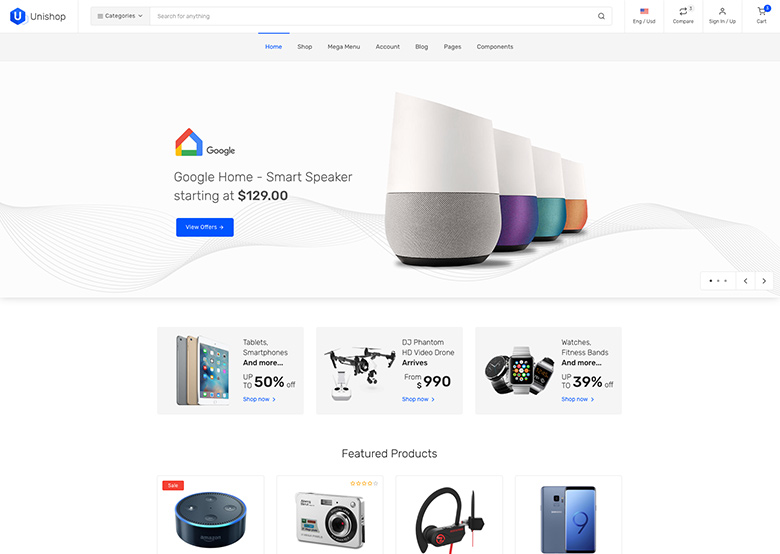 Unishop
Categories
Search for anything
Eng / Usd
3
Compare
Sign In / Up
Cart
Home
Shop
Mega Menu
Account
Blog
Pages
Components
Google
Google Home - Smart Speaker
starting at $129.00
View Offers →
Tablets,
Smartphones
And more...
UP TO 50% off
Shop now
DJ Phantom
HD Video Drone
Arrives
From $ 990
Shop now
Watches,
Fitness Bands
And more...
UP TO 39% off
Shop now
Featured Products
Sale
amazon